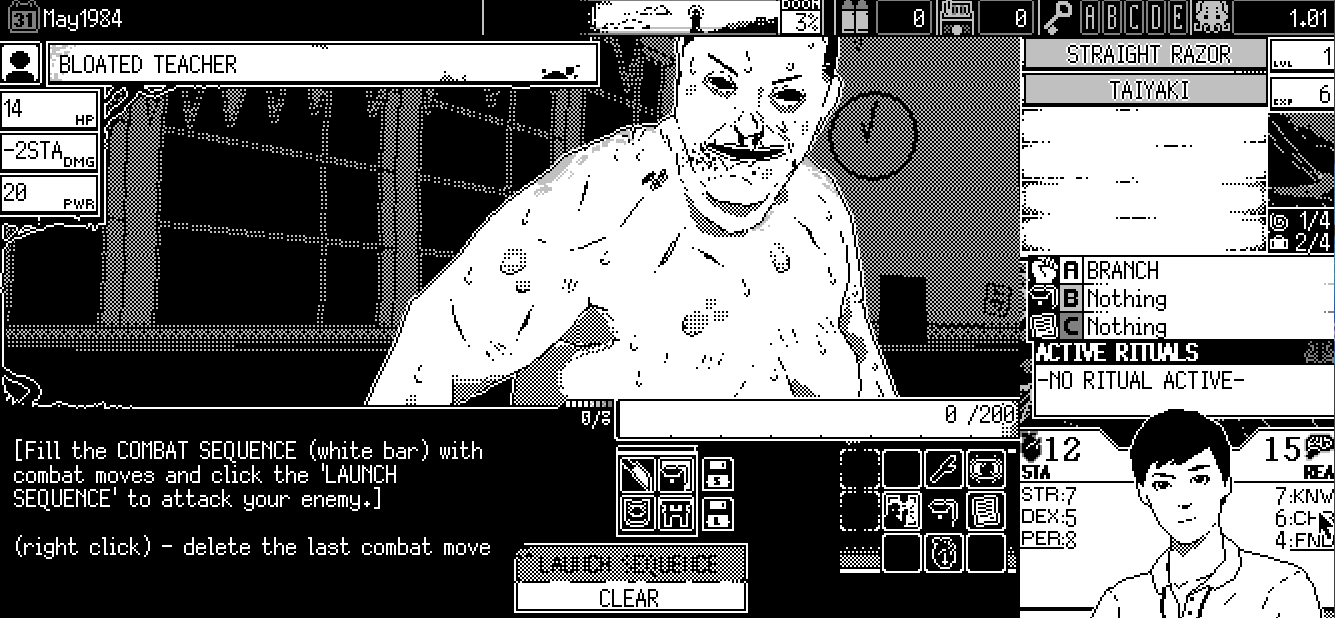 31 May1984
DOOM
3%
0
0
A B C D E
1.01
BLOATED TEACHER
14 HP
-2STA DMG
20 PWR
STRAIGHT RAZOR
LVL 1
TAIYAKI
EXP 6
1/4
2/4
A BRANCH
B Nothing
C Nothing
ACTIVE RITUALS
-NO RITUAL ACTIVE-
0/8
0 /200
[Fill the COMBAT SEQUENCE (white bar) with
combat moves and click the 'LAUNCH
SEQUENCE' to attack your enemy.]
(right click) - delete the last combat move
S
L
LAUNCH SEQUENCE
CLEAR
12
STA
15
REA
STR:7
DEX:5
PER:8
7:KNW
6:CH
4:FND